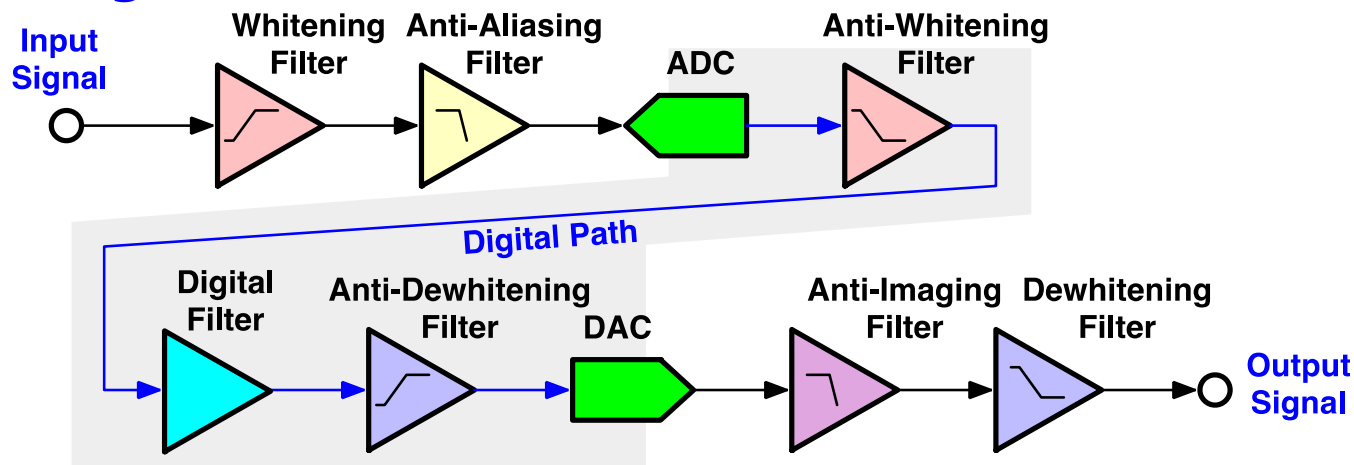 Input
Signal
Whitening
Filter
Anti-Aliasing
Filter
ADC
Anti-Whitening
Filter
Digital Path
Digital
Filter
Anti-Dewhitening
Filter
DAC
Anti-Imaging
Filter
Dewhitening
Filter
Output
Signal